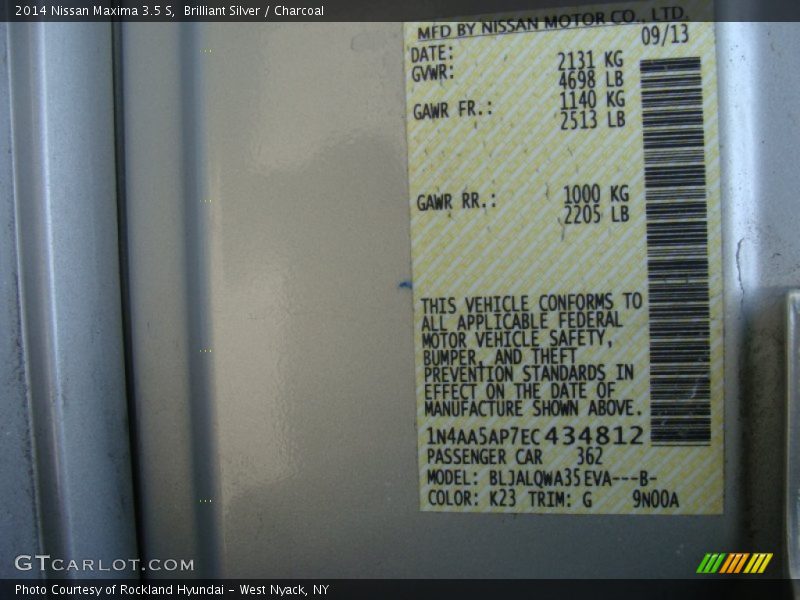 2014 Nissan Maxima 3.5 S, Brilliant Silver / Charcoal
MFD BY NISSAN MOTOR CO., LTD.
DATE: 09/13
GVWR: 2131 KG
4698 LB
GAWR FR.: 1140 KG
2513 LB
GAWR RR.: 1000 KG
2205 LB
THIS VEHICLE CONFORMS TO
ALL APPLICABLE FEDERAL
MOTOR VEHICLE SAFETY,
BUMPER, AND THEFT
PREVENTION STANDARDS IN
EFFECT ON THE DATE OF
MANUFACTURE SHOWN ABOVE.
1N4AA5AP7EC434812
PASSENGER CAR 362
MODEL: BLJALQWA35EVA---B-
COLOR: K23 TRIM: G 9N00A
GTCARLOT.COM
Photo Courtesy of Rockland Hyundai - West Nyack, NY